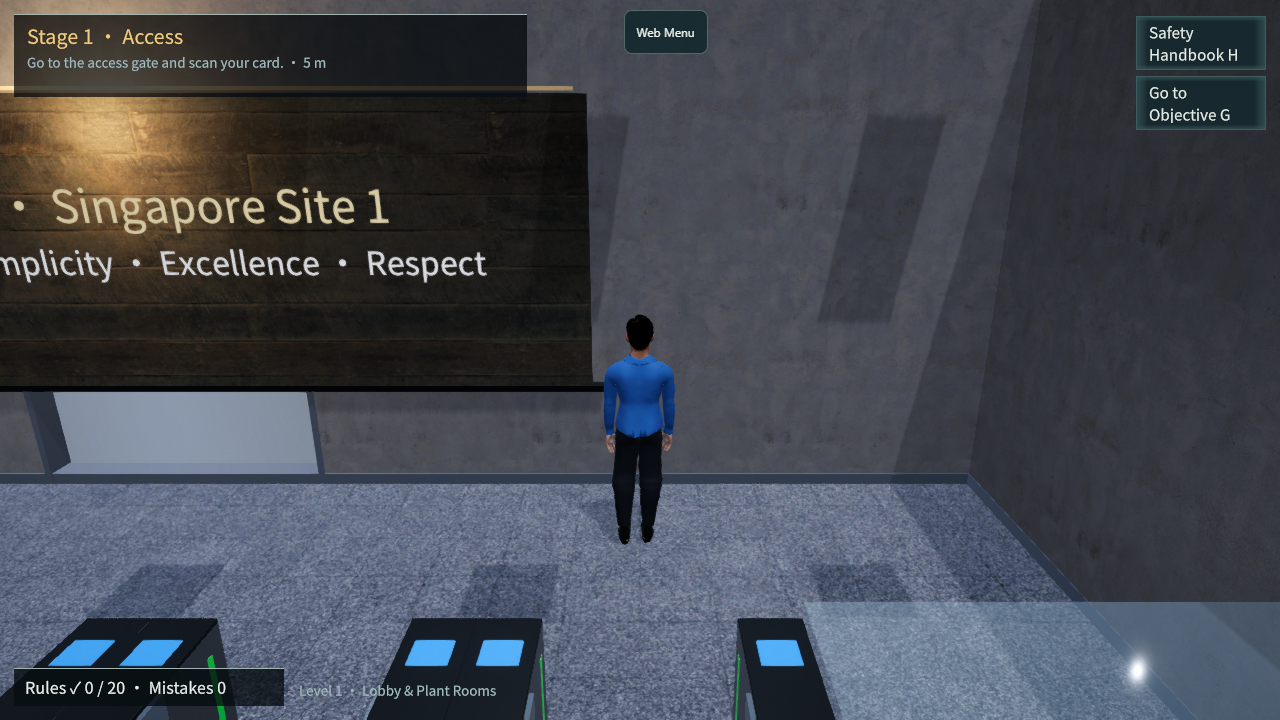 Stage 1 • Access
Go to the access gate and scan your card. • 5 m
Web Menu
Safety
Handbook H
Go to
Objective G
• Singapore Site 1
mplicity • Excellence • Respect
Rules ✓ 0 / 20 • Mistakes 0
Level 1 • Lobby & Plant Rooms